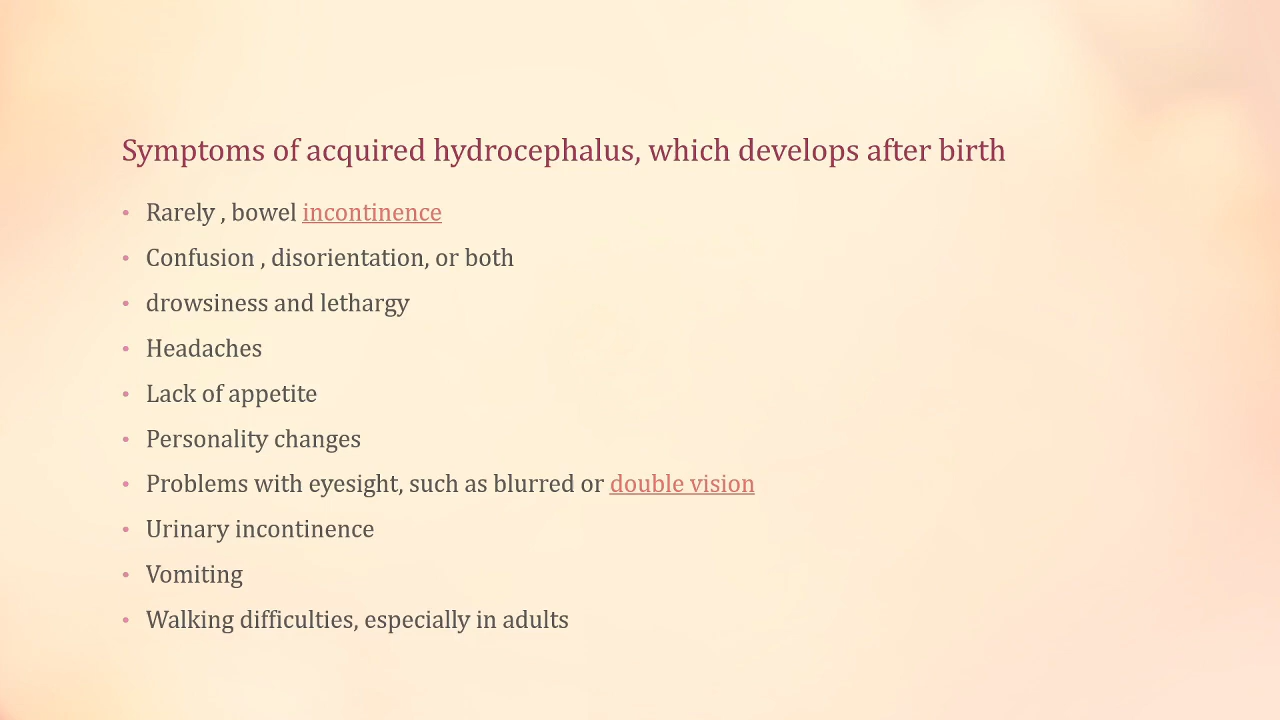 Symptoms of acquired hydrocephalus, which develops after birth
• Rarely , bowel incontinence
• Confusion , disorientation, or both
• drowsiness and lethargy
• Headaches
• Lack of appetite
• Personality changes
• Problems with eyesight, such as blurred or double vision
• Urinary incontinence
• Vomiting
• Walking difficulties, especially in adults